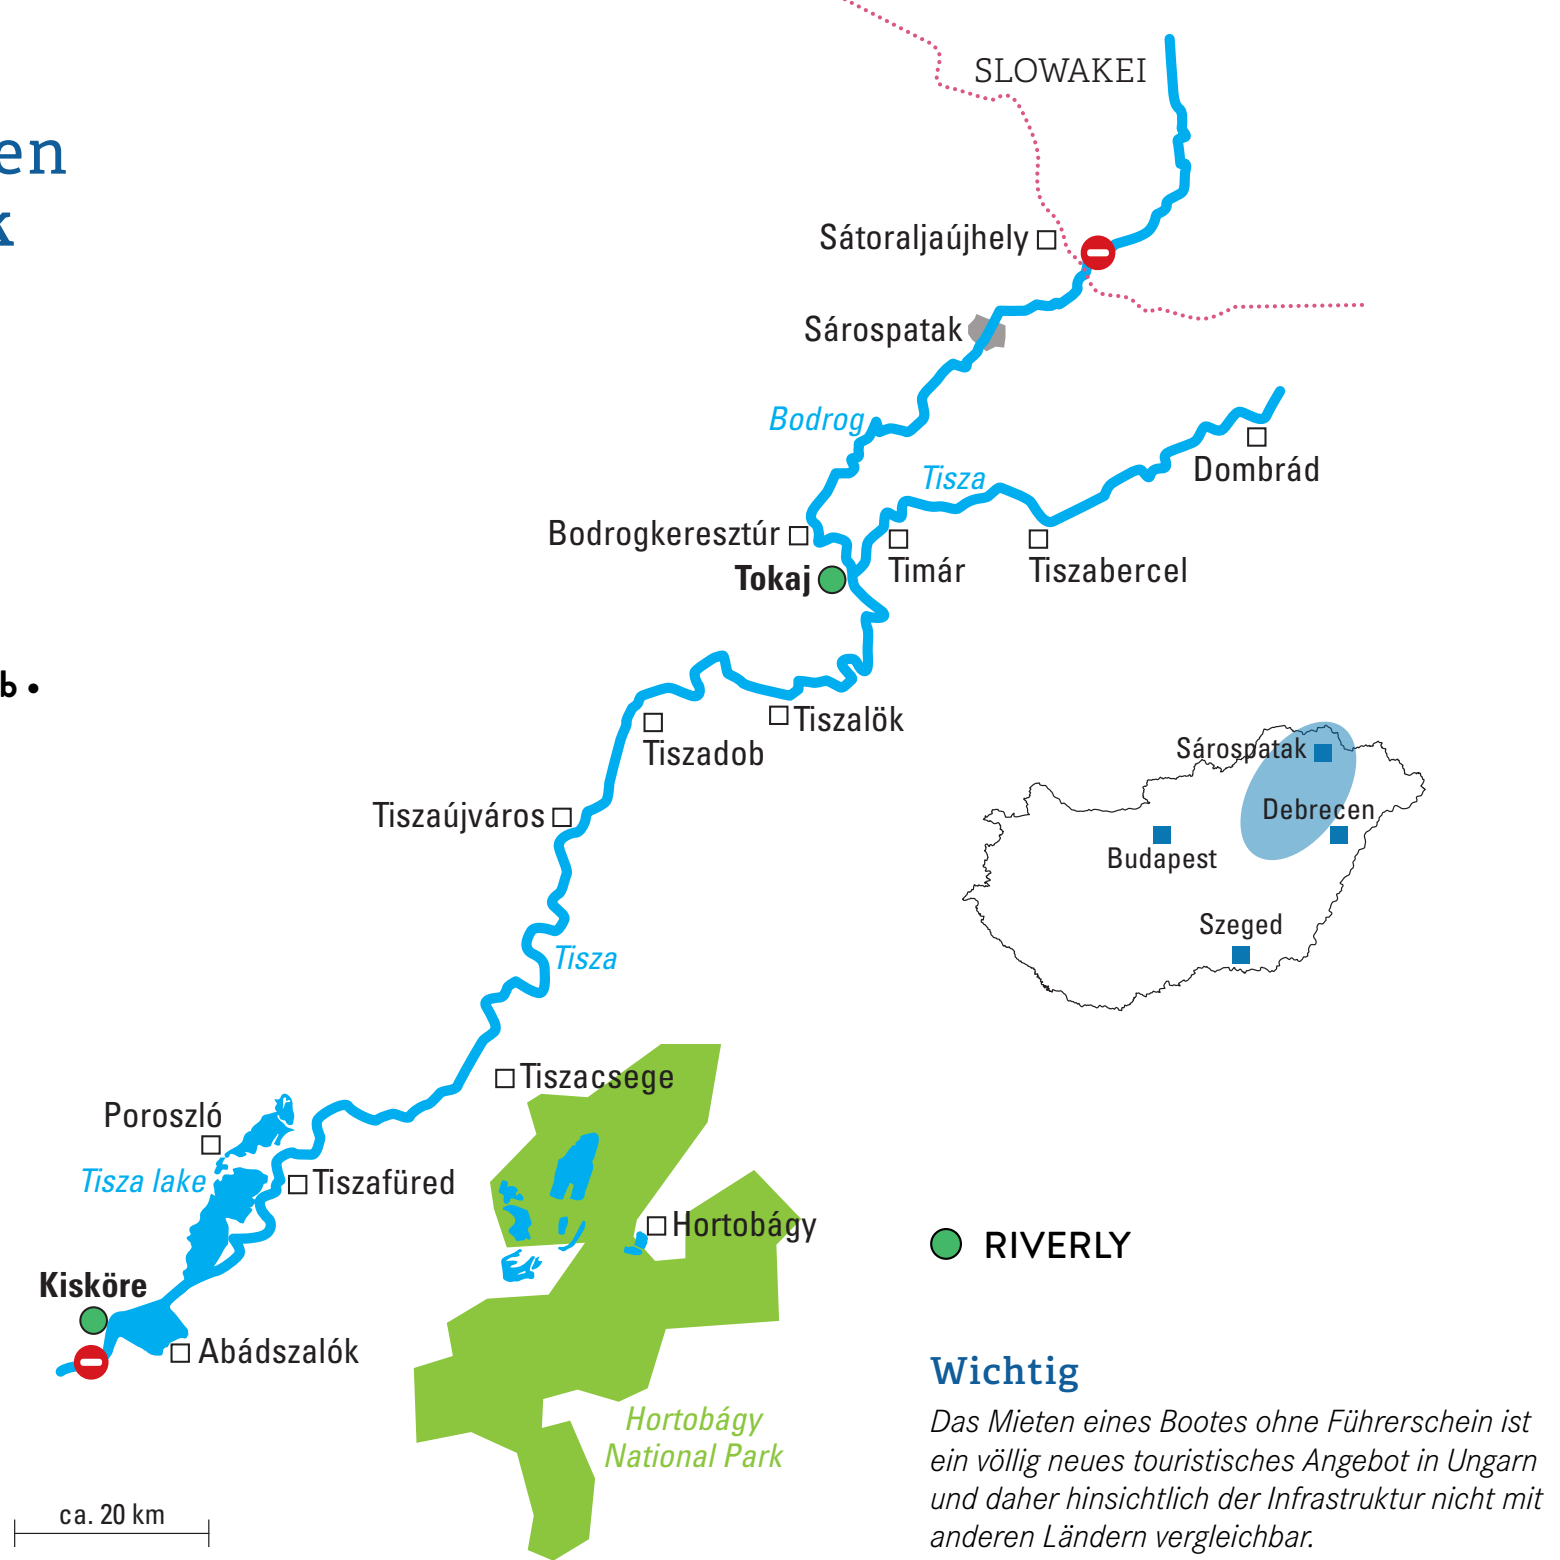 SLOWAKEI
en
k
Sátoraljaújhely
Sárospatak
Bodrog
Tisza
Dombrád
Bodrogkeresztúr
Tokaj
Timár
Tiszabercel
b •
Tiszalök
Tiszadob
Sárospatak
Debrecen
Budapest
Szeged
Tiszaújváros
Tisza
Tiszacsege
Poroszló
Tisza lake
Tiszafüred
Hortobágy
RIVERLY
Kisköre
Abádszalók
Hortobágy
National Park
ca. 20 km
Wichtig
Das Mieten eines Bootes ohne Führerschein ist
ein völlig neues touristisches Angebot in Ungarn
und daher hinsichtlich der Infrastruktur nicht mit
anderen Ländern vergleichbar.